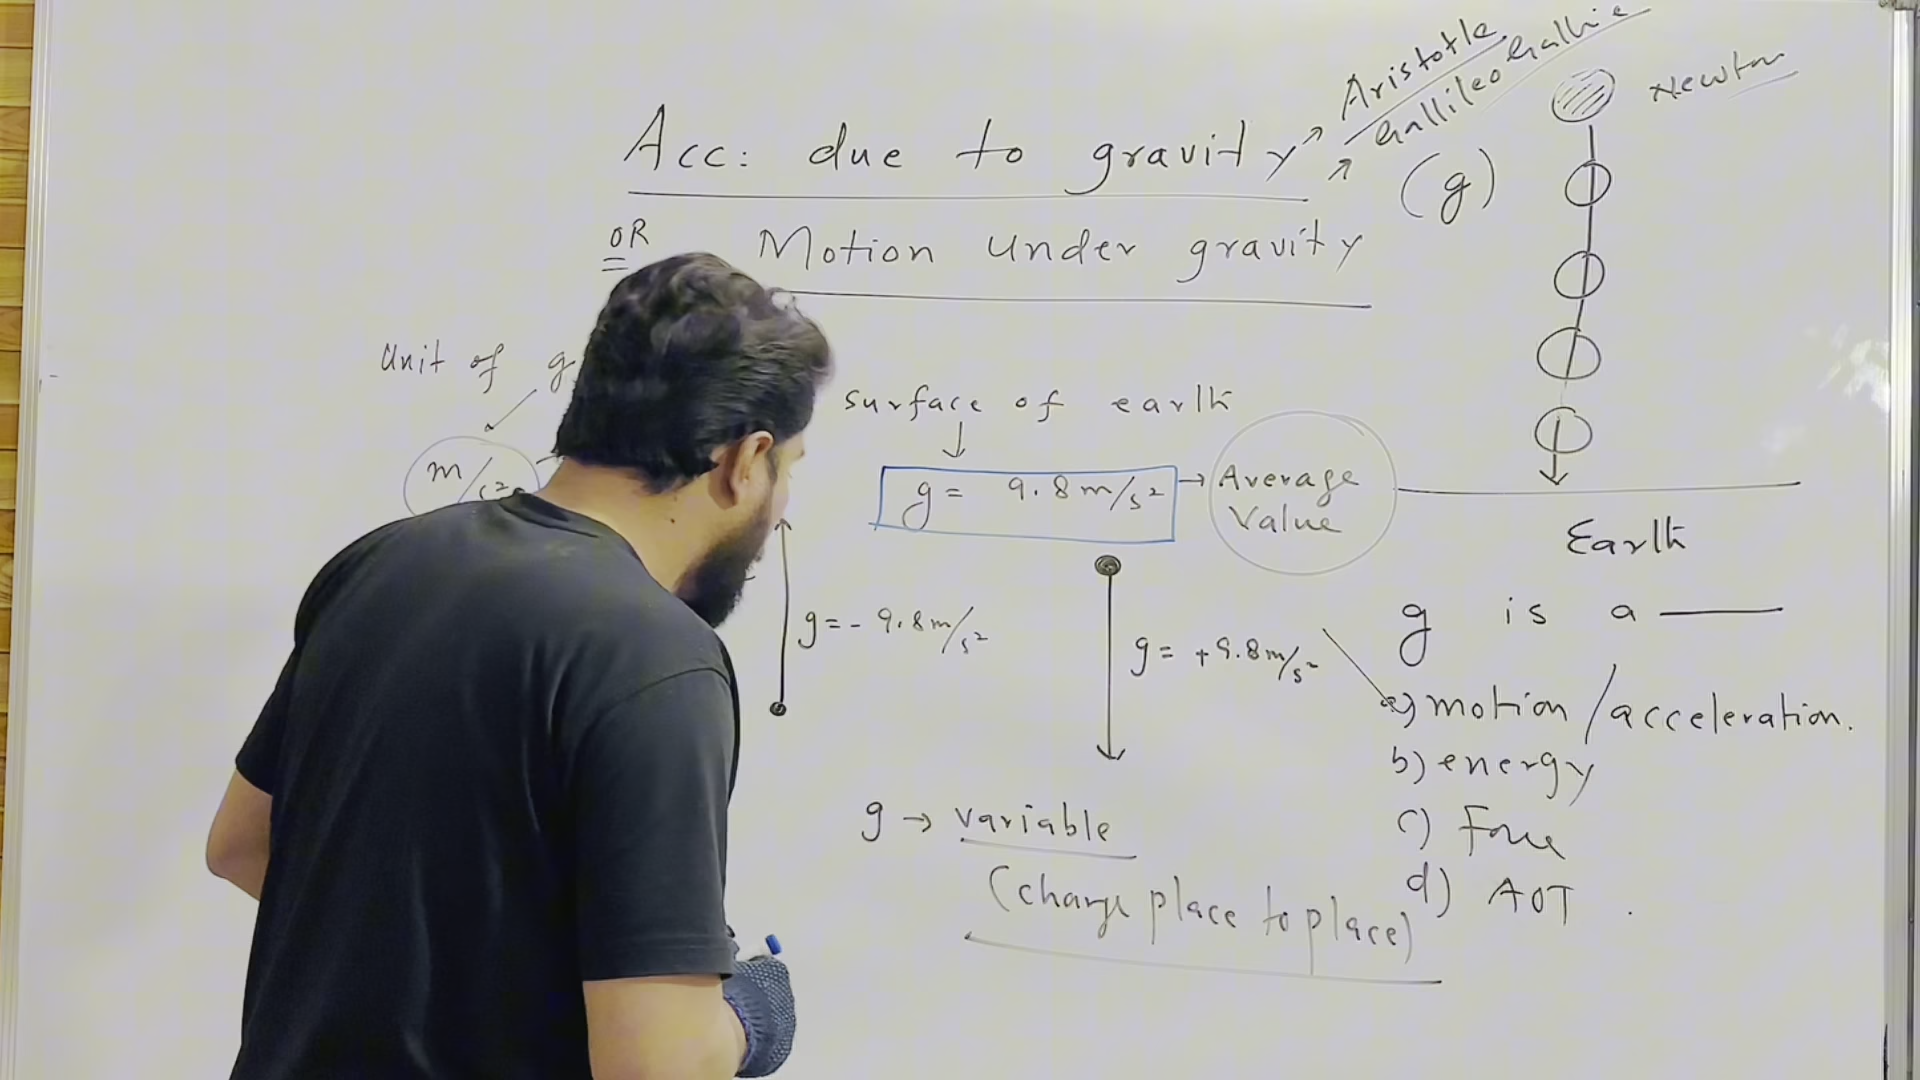 Aristotle
Gallileo Gallie
Newton
Acc: due to gravity
(g)
OR
Motion under gravity
Unit of g
m/s²
surface of earth
g = 9.8 m/s²
Average
Value
Earth
g = - 9.8 m/s²
g = +9.8 m/s²
g is a
a) motion / acceleration.
b) energy
c) Force
d) AOT
g → variable
(change place to place)